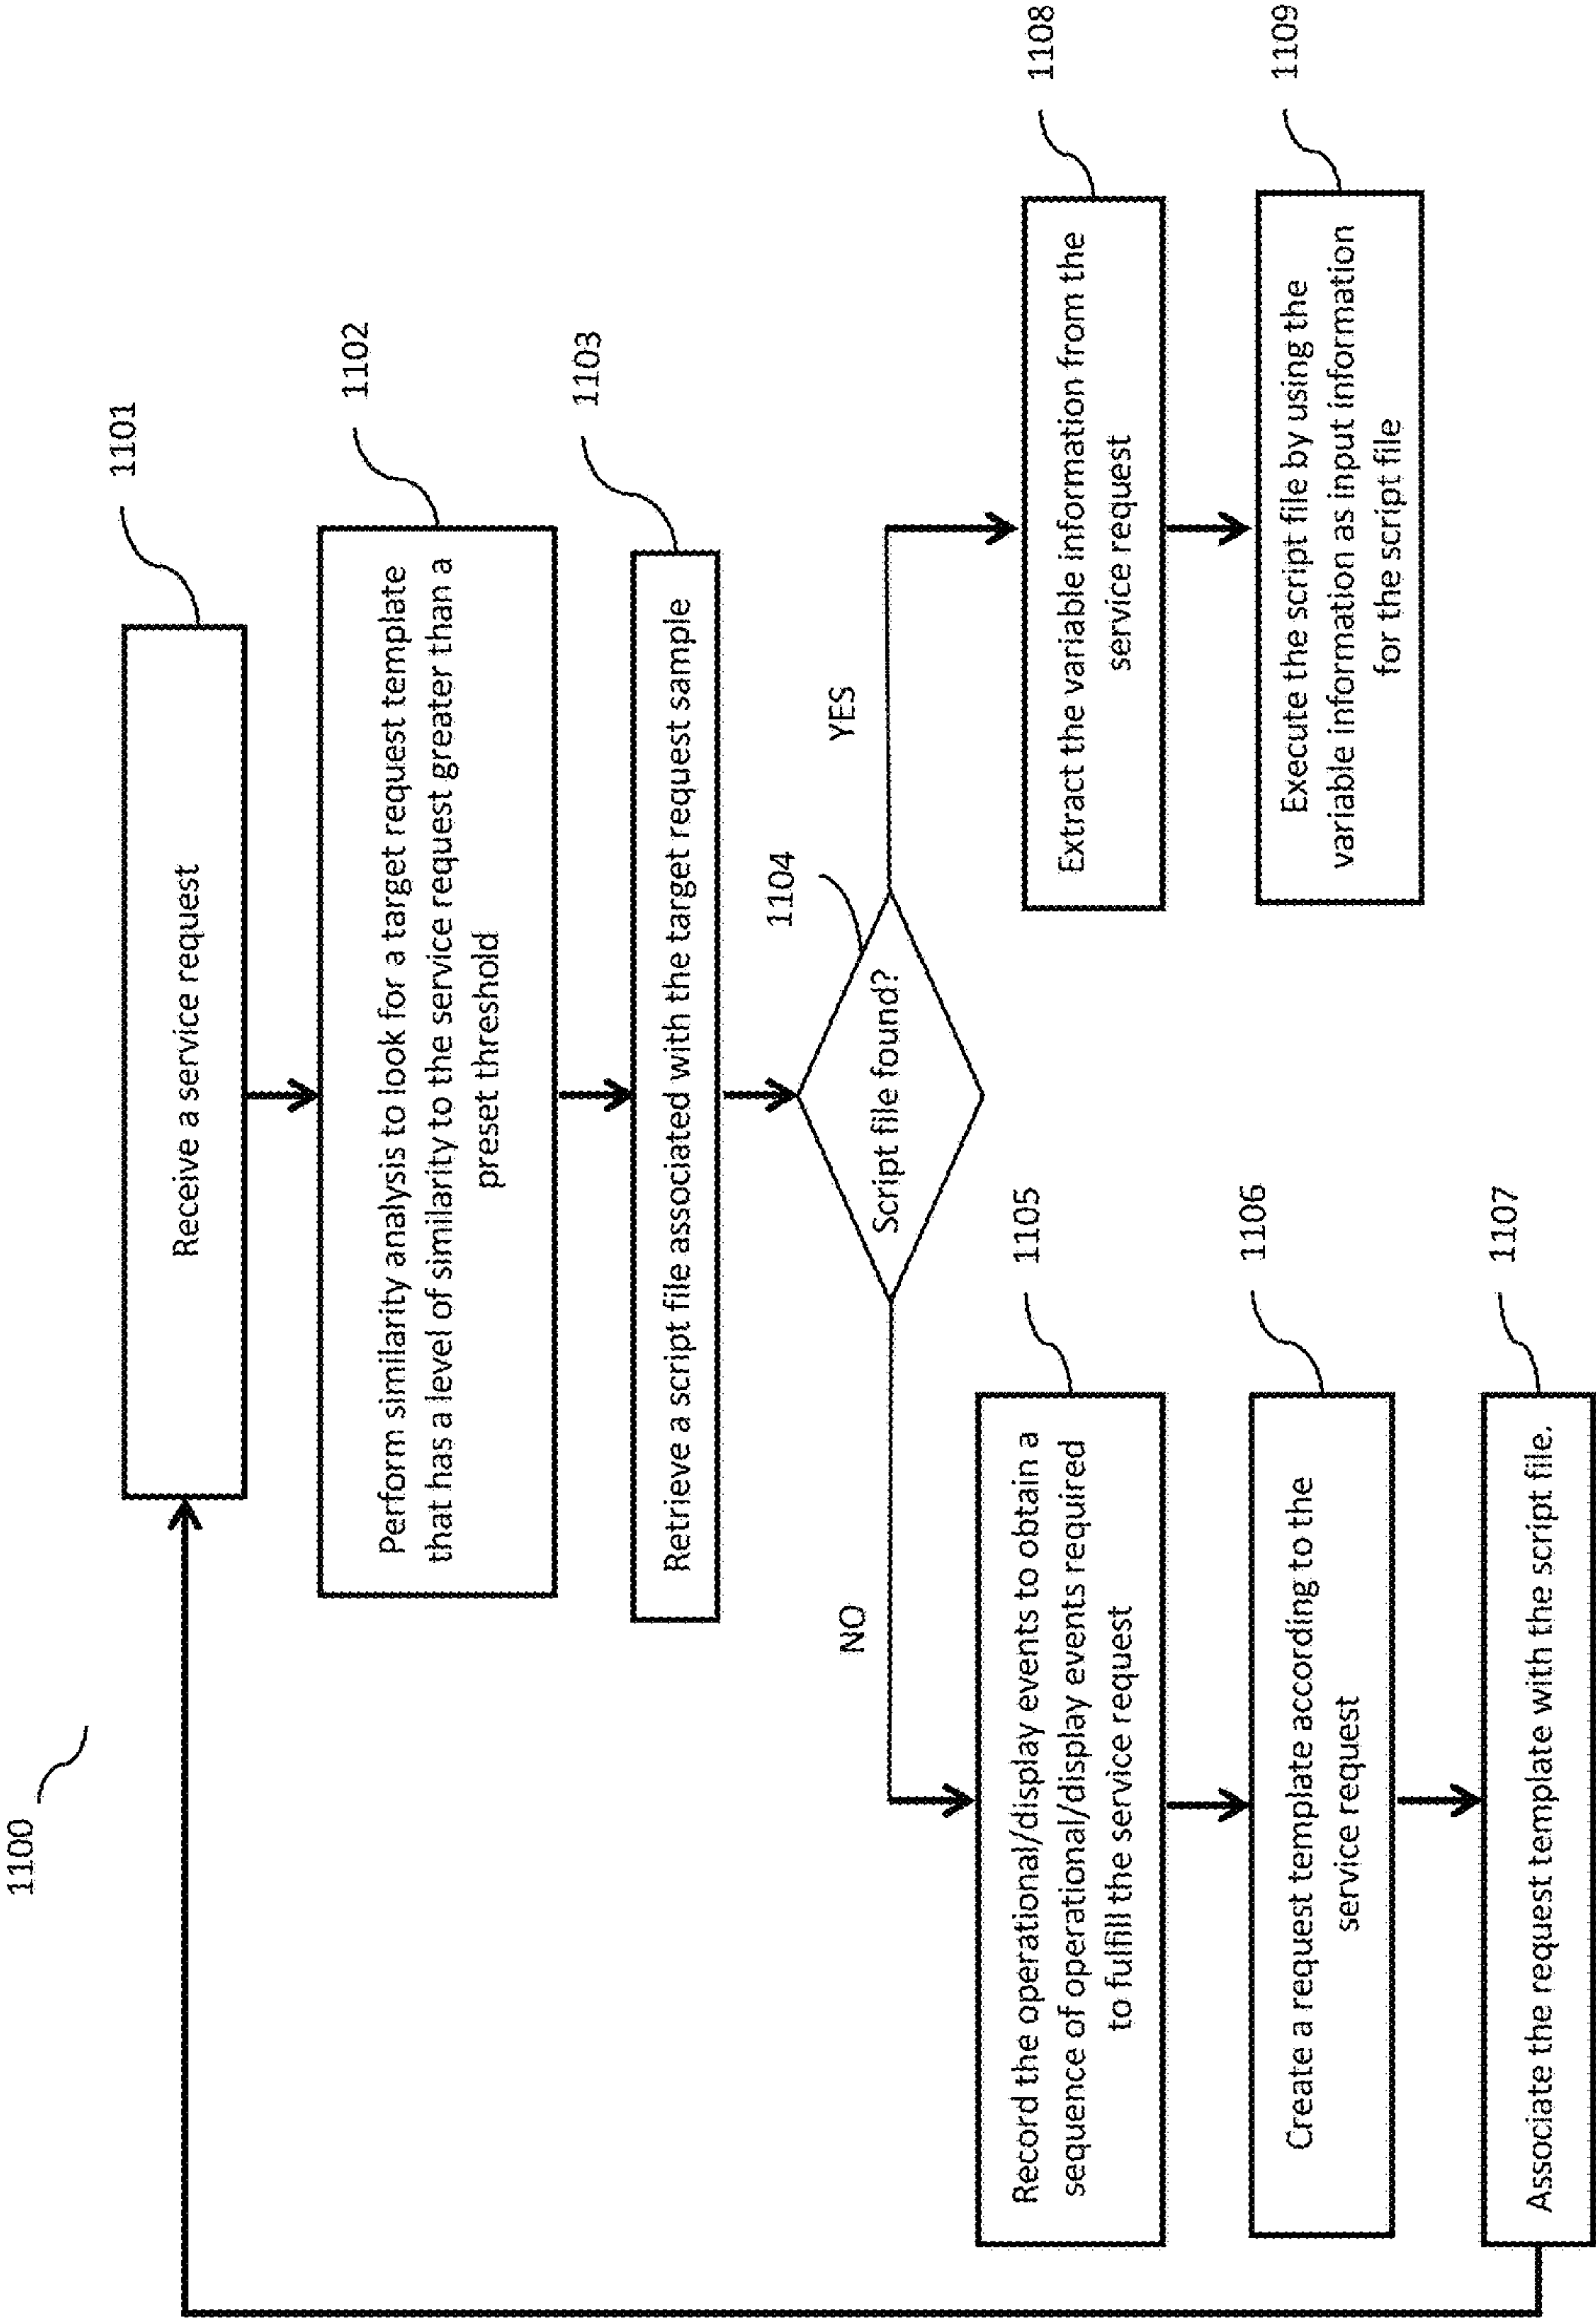 1100
1101
Receive a service request
1102
Perform similarity analysis to look for a target request template
that has a level of similarity to the service request greater than a
preset threshold
1103
Retrieve a script file associated with the target request sample
1104
Script file found?
NO
YES
1105
Record the operational/display events to obtain a
sequence of operational/display events required
to fulfill the service request
1106
Create a request template according to the
service request
1107
Associate the request template with the script file.
1108
Extract the variable information from the
service request
1109
Execute the script file by using the
variable information as input information
for the script file